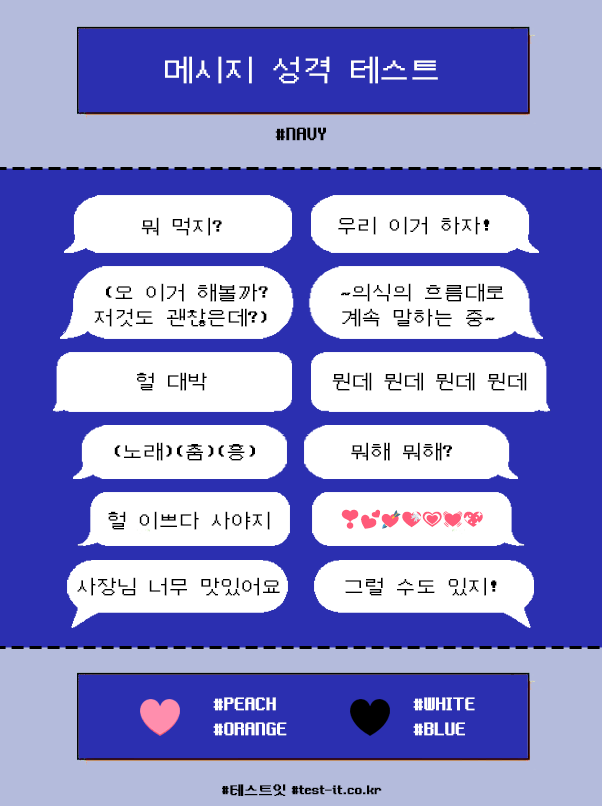 메시지 성격 테스트
#NAVY
뭐 먹지?
우리 이거 하자!
(오 이거 해볼까?
저것도 괜찮은데?)
~의식의 흐름대로
계속 말하는 중~
헐 대박
뭔데 뭔데 뭔데 뭔데
(노래)(춤)(흥)
뭐해 뭐해?
헐 이쁘다 사야지
사장님 너무 맛있어요
그럴 수도 있지!
#PEACH
#ORANGE
#WHITE
#BLUE
#테스트잇 #test-it.co.kr